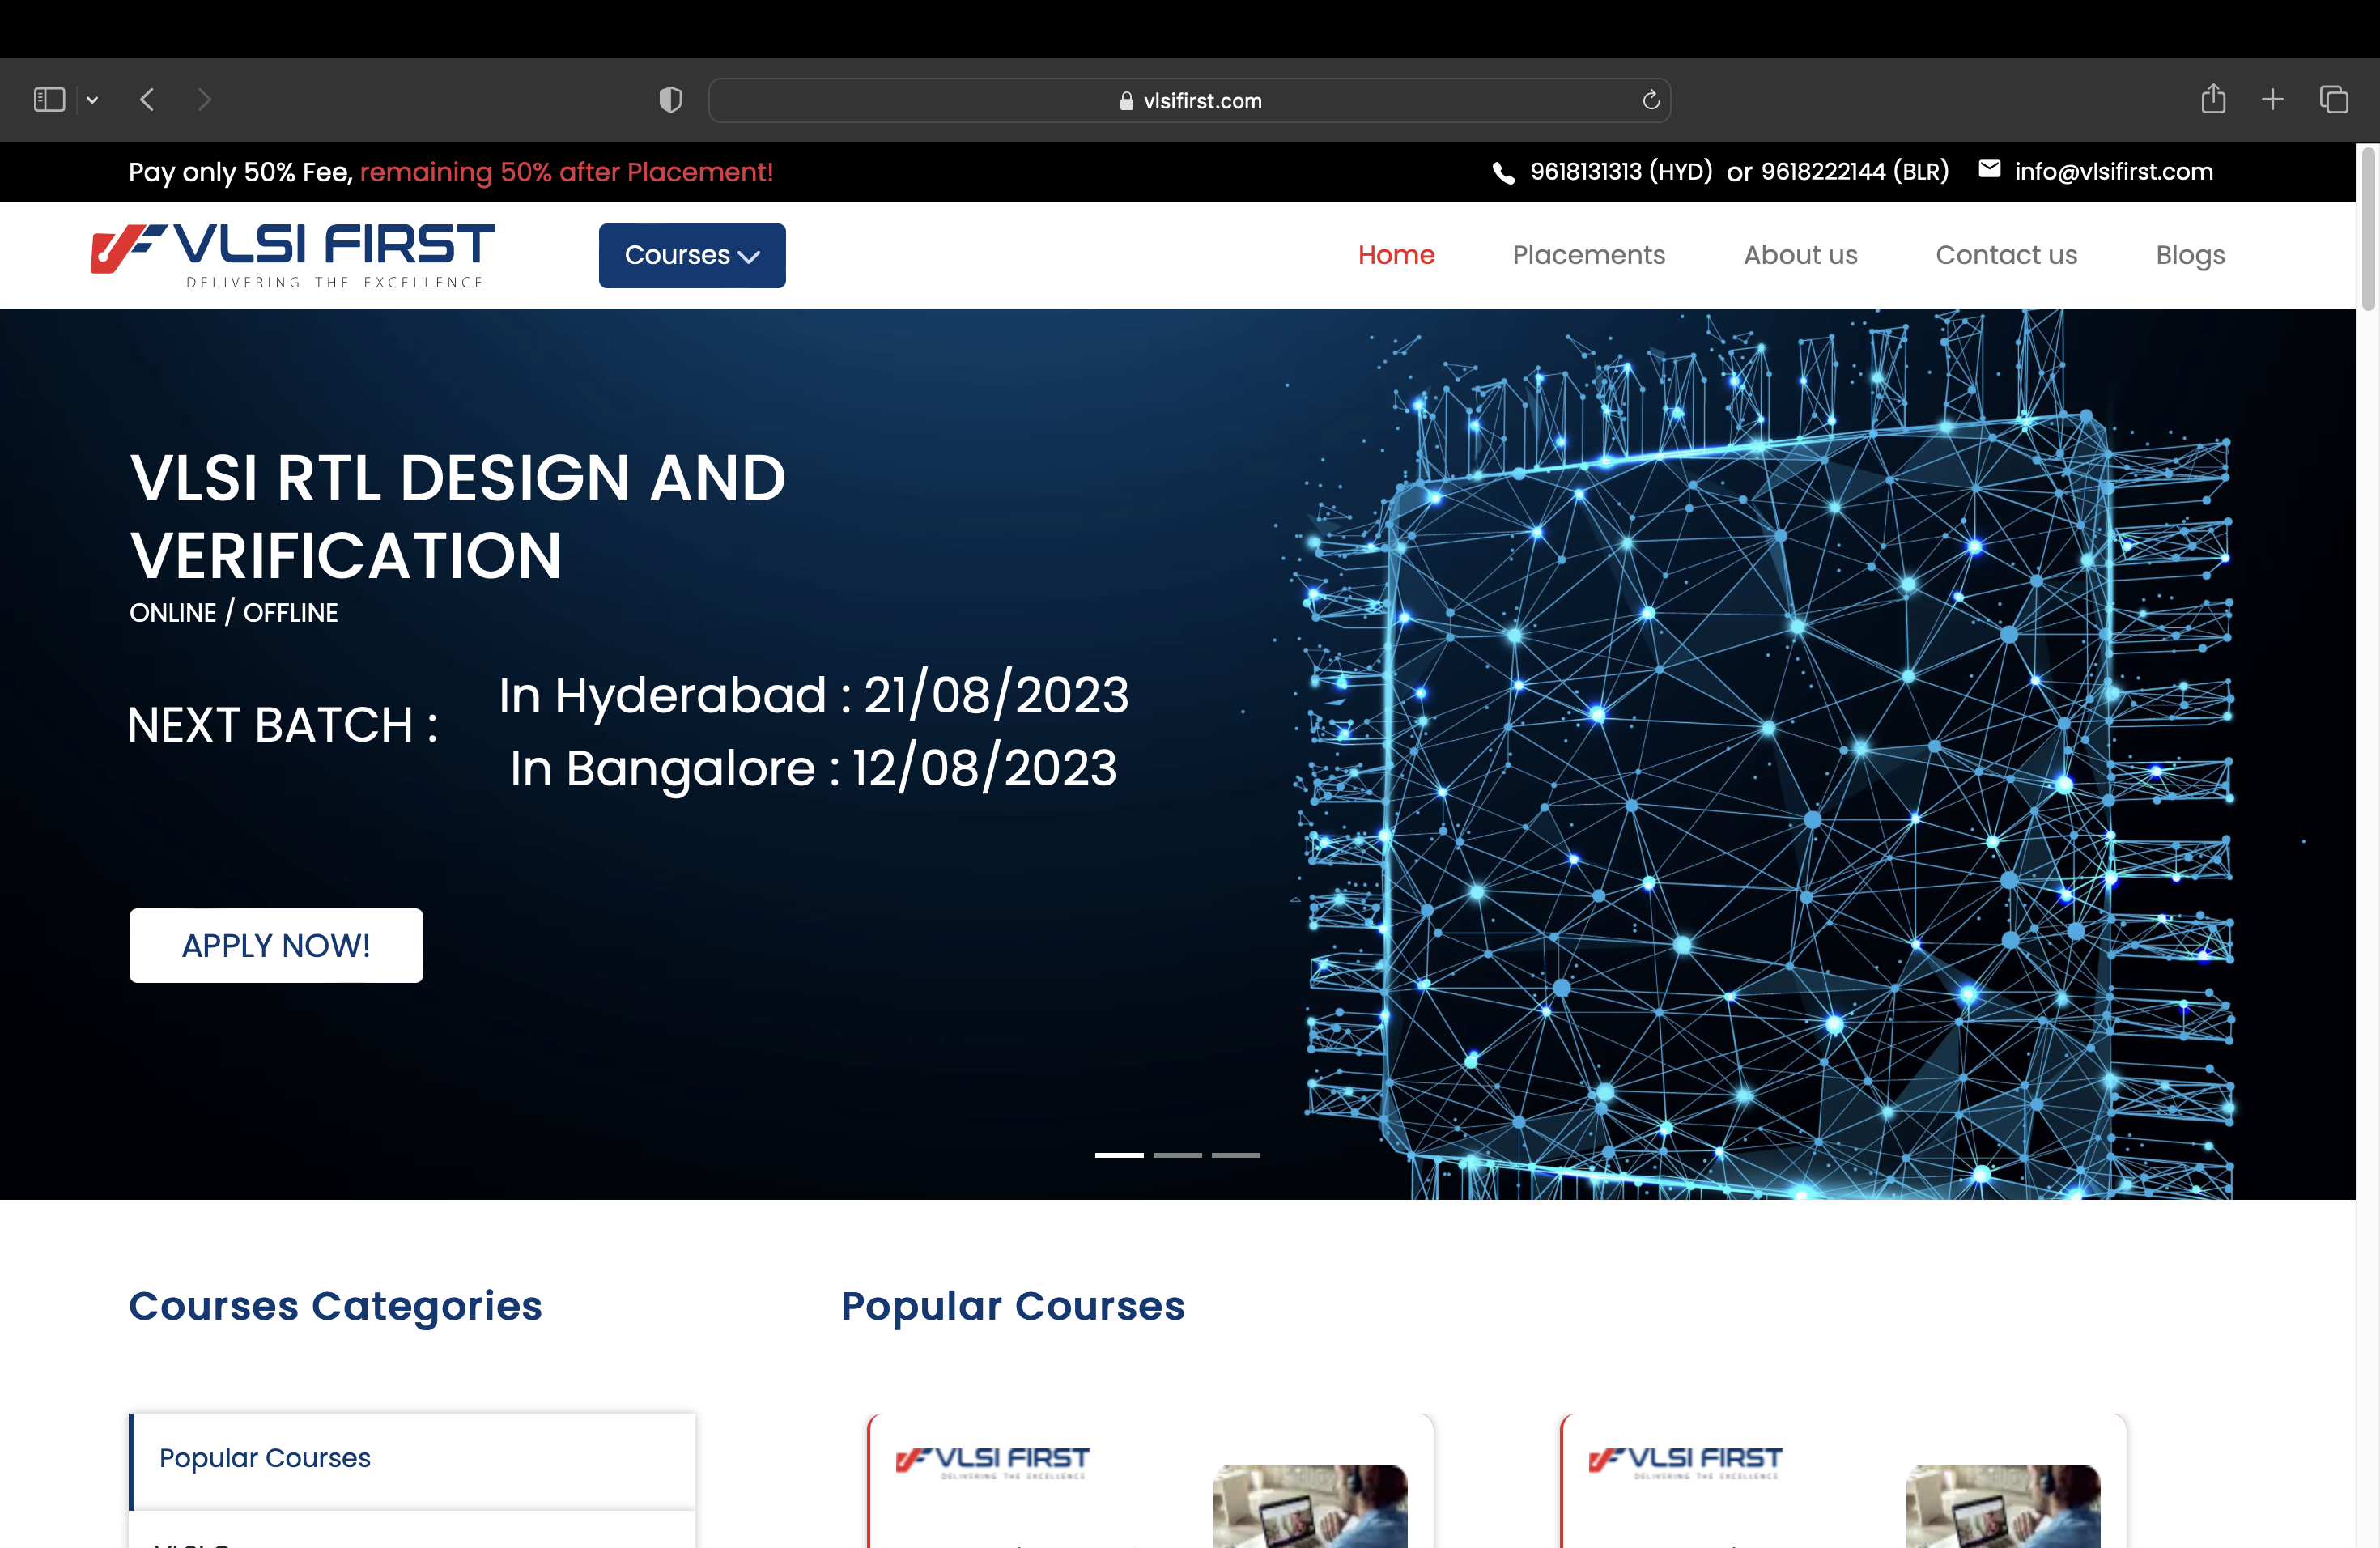 vlsifirst.com
Pay only 50% Fee, remaining 50% after Placement!
9618131313 (HYD) or 9618222144 (BLR) info@vlsifirst.com
VLSI FIRST
DELIVERING THE EXCELLENCE
Courses
Home Placements About us Contact us Blogs
VLSI RTL DESIGN AND
VERIFICATION
ONLINE / OFFLINE
NEXT BATCH :
In Hyderabad : 21/08/2023
In Bangalore : 12/08/2023
APPLY NOW!
Courses Categories
Popular Courses
Popular Courses
VLSI FIRST
DELIVERING THE EXCELLENCE
VLSI FIRST
DELIVERING THE EXCELLENCE